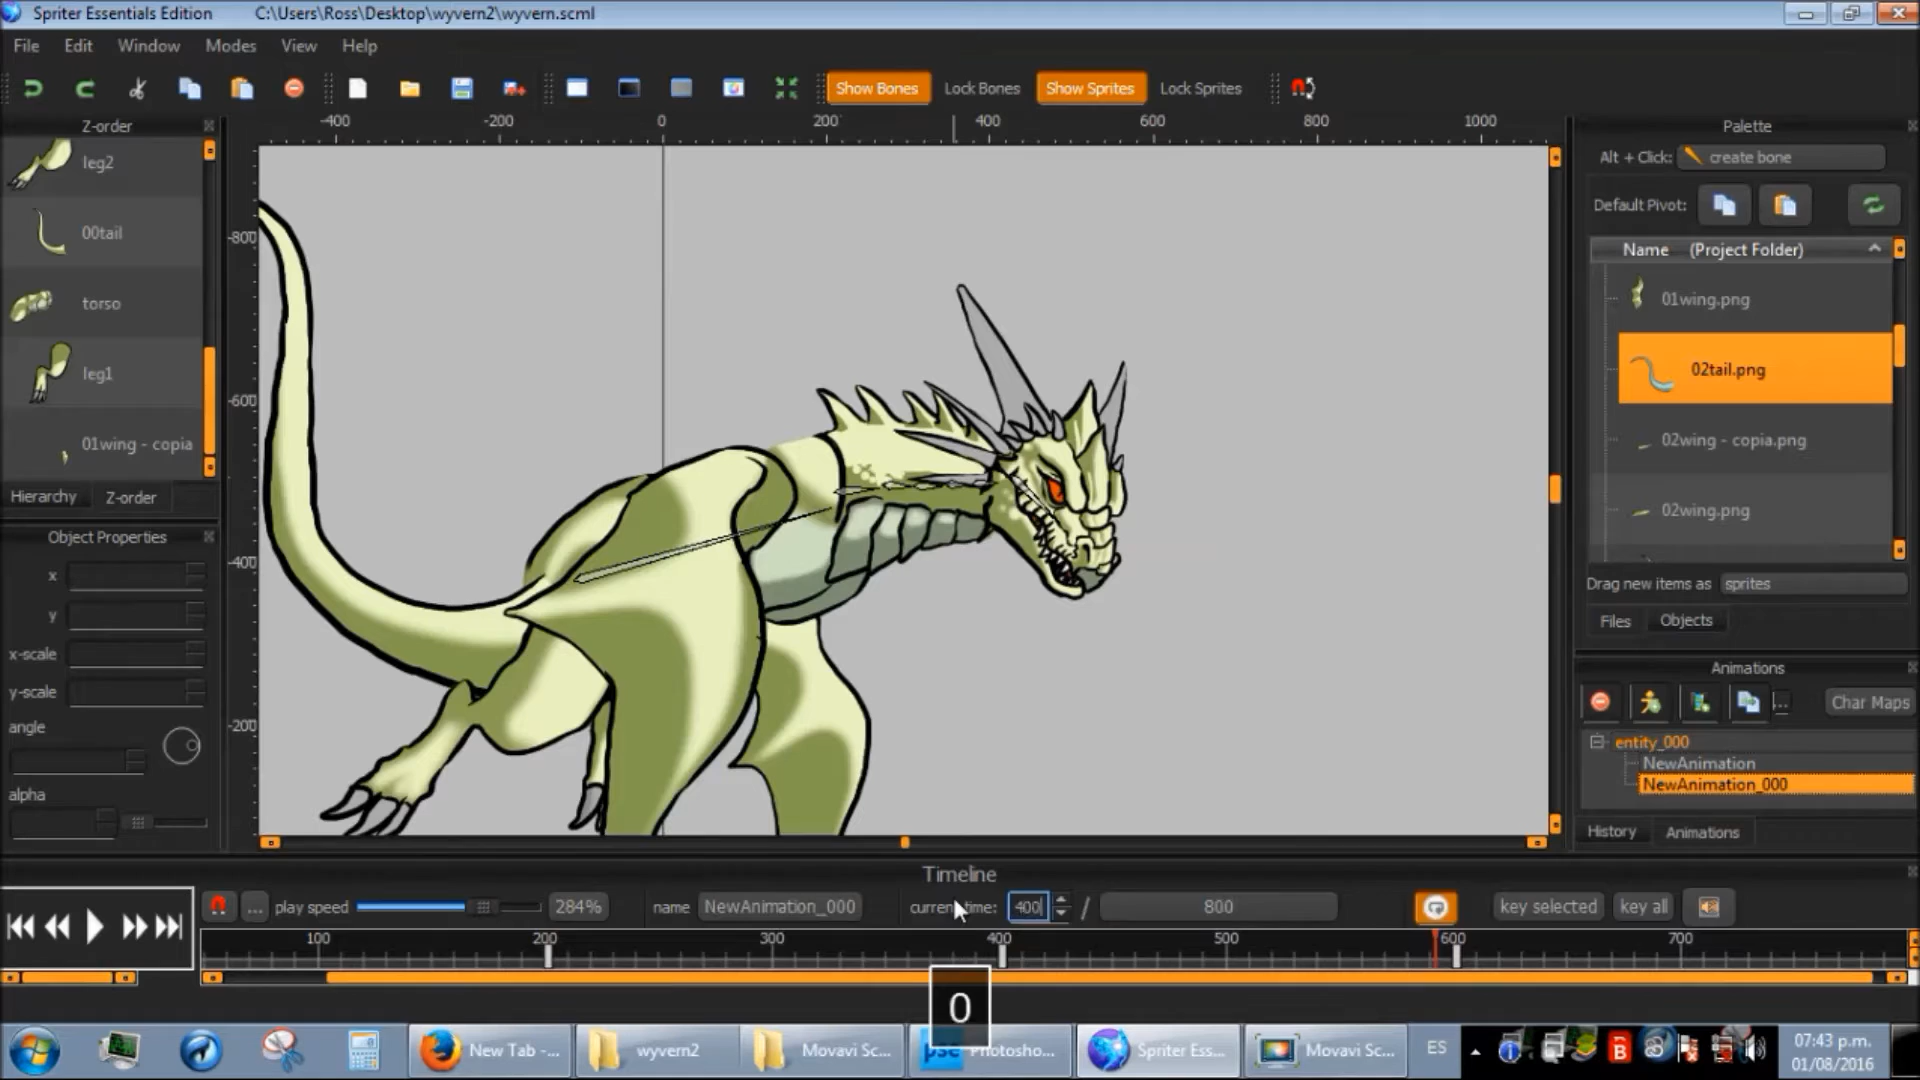 Spriter Essentials Edition C:\Users\Ross\Desktop\wyvern2\wyvern.scml
File Edit Window Modes View Help
Show Bones Lock Bones Show Sprites Lock Sprites
Z-order
leg2
00tail
torso
leg1
01wing - copia
Hierarchy Z-order
Object Properties
x
y
x-scale
y-scale
angle
alpha
-400 -200 0 200 400 600 800 1000
-800
-600
-400
-200
Palette
Alt + Click: create bone
Default Pivot:
Name (Project Folder)
01wing.png
02tail.png
02wing - copia.png
02wing.png
Drag new items as sprites
Files Objects
Animations
... Char Maps
entity_000
NewAnimation
NewAnimation_000
History Animations
Timeline
... play speed 284% name NewAnimation_000 current time: 400 / 800 key selected key all
100 200 300 400 500 600 700
0
New Tab -... wyvern2 Movavi Sc... pse Photosho... Spriter Ess... Movavi Sc... ES
07:43 p.m.
01/08/2016